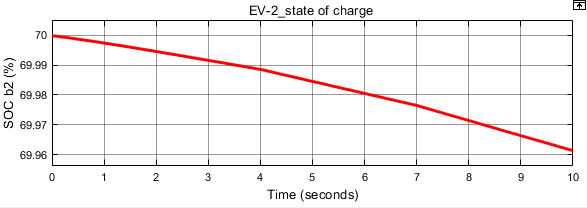 EV-2_state of charge
SOC b2 (%)
70
69.99
69.98
69.97
69.96
0 1 2 3 4 5 6 7 8 9 10
Time (seconds)